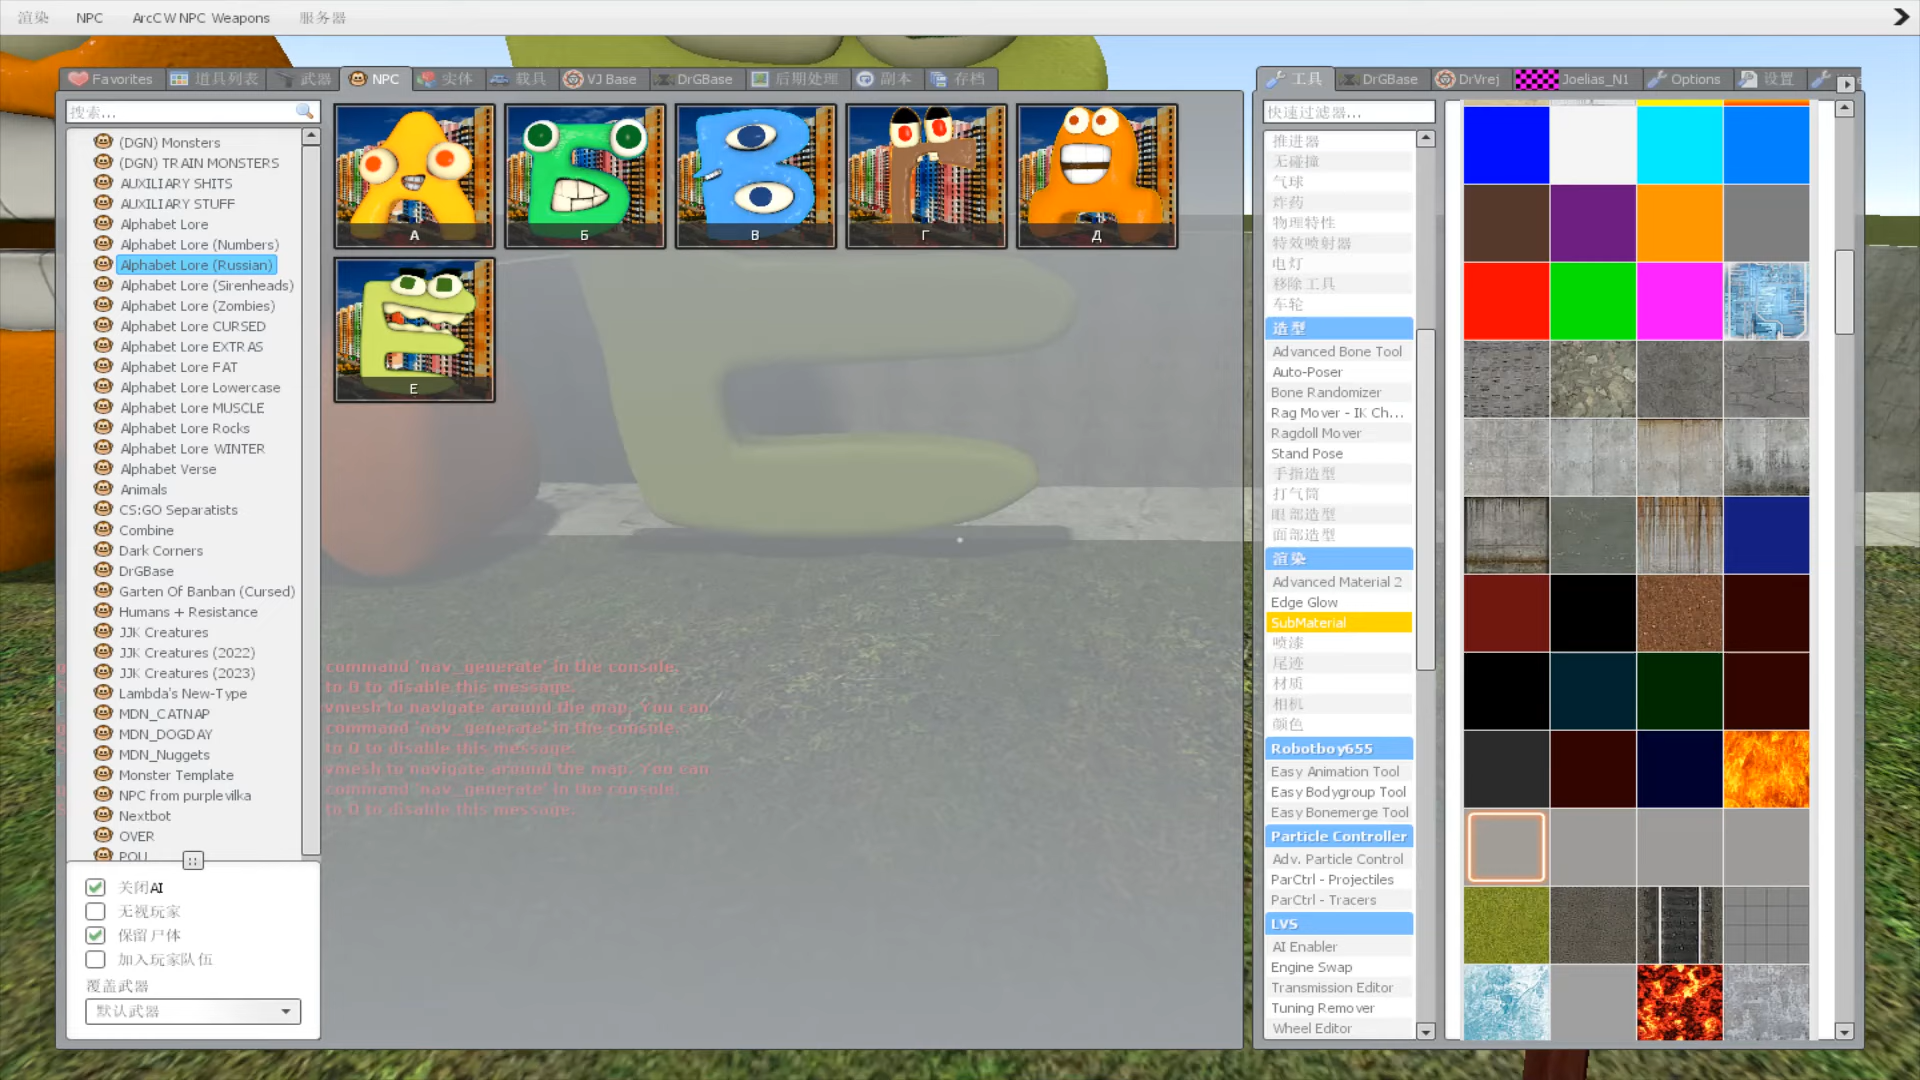 渲染 NPC ArcCW NPC Weapons 服务器
Favorites 道具列表 武器 NPC 实体 载具 VJ Base DrGBase 后期处理 副本 存档
搜索...
(DGN) Monsters
(DGN) TRAIN MONSTERS
AUXILIARY SHITS
AUXILIARY STUFF
Alphabet Lore
Alphabet Lore (Numbers)
Alphabet Lore (Russian)
Alphabet Lore (Sirenheads)
Alphabet Lore (Zombies)
Alphabet Lore CURSED
Alphabet Lore EXTRAS
Alphabet Lore FAT
Alphabet Lore Lowercase
Alphabet Lore MUSCLE
Alphabet Lore Rocks
Alphabet Lore WINTER
Alphabet Verse
Animals
CS:GO Separatists
Combine
Dark Corners
DrGBase
Garten Of Banban (Cursed)
Humans + Resistance
JJK Creatures
JJK Creatures (2022)
JJK Creatures (2023)
Lambda's New-Type
MDN_CATNAP
MDN_DOGDAY
MDN_Nuggets
Monster Template
NPC from purplevilka
Nextbot
OVER
POU
关闭AI
无视玩家
保留尸体
加入玩家队伍
覆盖武器
默认武器
А Б В Г Д
Е
command 'nav_generate' in the console.
to 0 to disable this message.
vmesh to navigate around the map. You can
command 'nav_generate' in the console.
to 0 to disable this message.
vmesh to navigate around the map. You can
command 'nav_generate' in the console.
to 0 to disable this message.
工具 DrGBase DrVrej Joelias_N1 Options 设置
快速过滤器...
推进器
无碰撞
气球
炸药
物理特性
特效喷射器
电灯
移除工具
车轮
造型
Advanced Bone Tool
Auto-Poser
Bone Randomizer
Rag Mover - IK Ch...
Ragdoll Mover
Stand Pose
手指造型
打气筒
眼部造型
面部造型
渲染
Advanced Material 2
Edge Glow
SubMaterial
喷漆
尾迹
材质
相机
颜色
Robotboy655
Easy Animation Tool
Easy Bodygroup Tool
Easy Bonemerge Tool
Particle Controller
Adv. Particle Control
ParCtrl - Projectiles
ParCtrl - Tracers
LVS
AI Enabler
Engine Swap
Transmission Editor
Tuning Remover
Wheel Editor